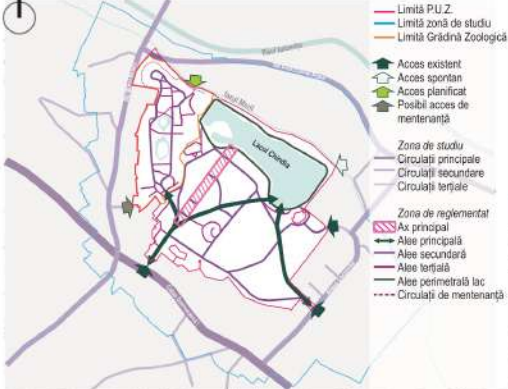 Limită P.U.Z.
Limită zonă de studiu
Limită Grădină Zoologică
Acces existent
Acces spontan
Acces planificat
Posibil acces de
mentenanță
Zona de studiu
Circulații principale
Circulații secundare
Circulații terțiale
Zona de reglementat
Ax principal
Alee principală
Alee secundară
Alee terțială
Alee perimetrală lac
Circulații de mentenanță
Iazul Morii
Lacul Chindia